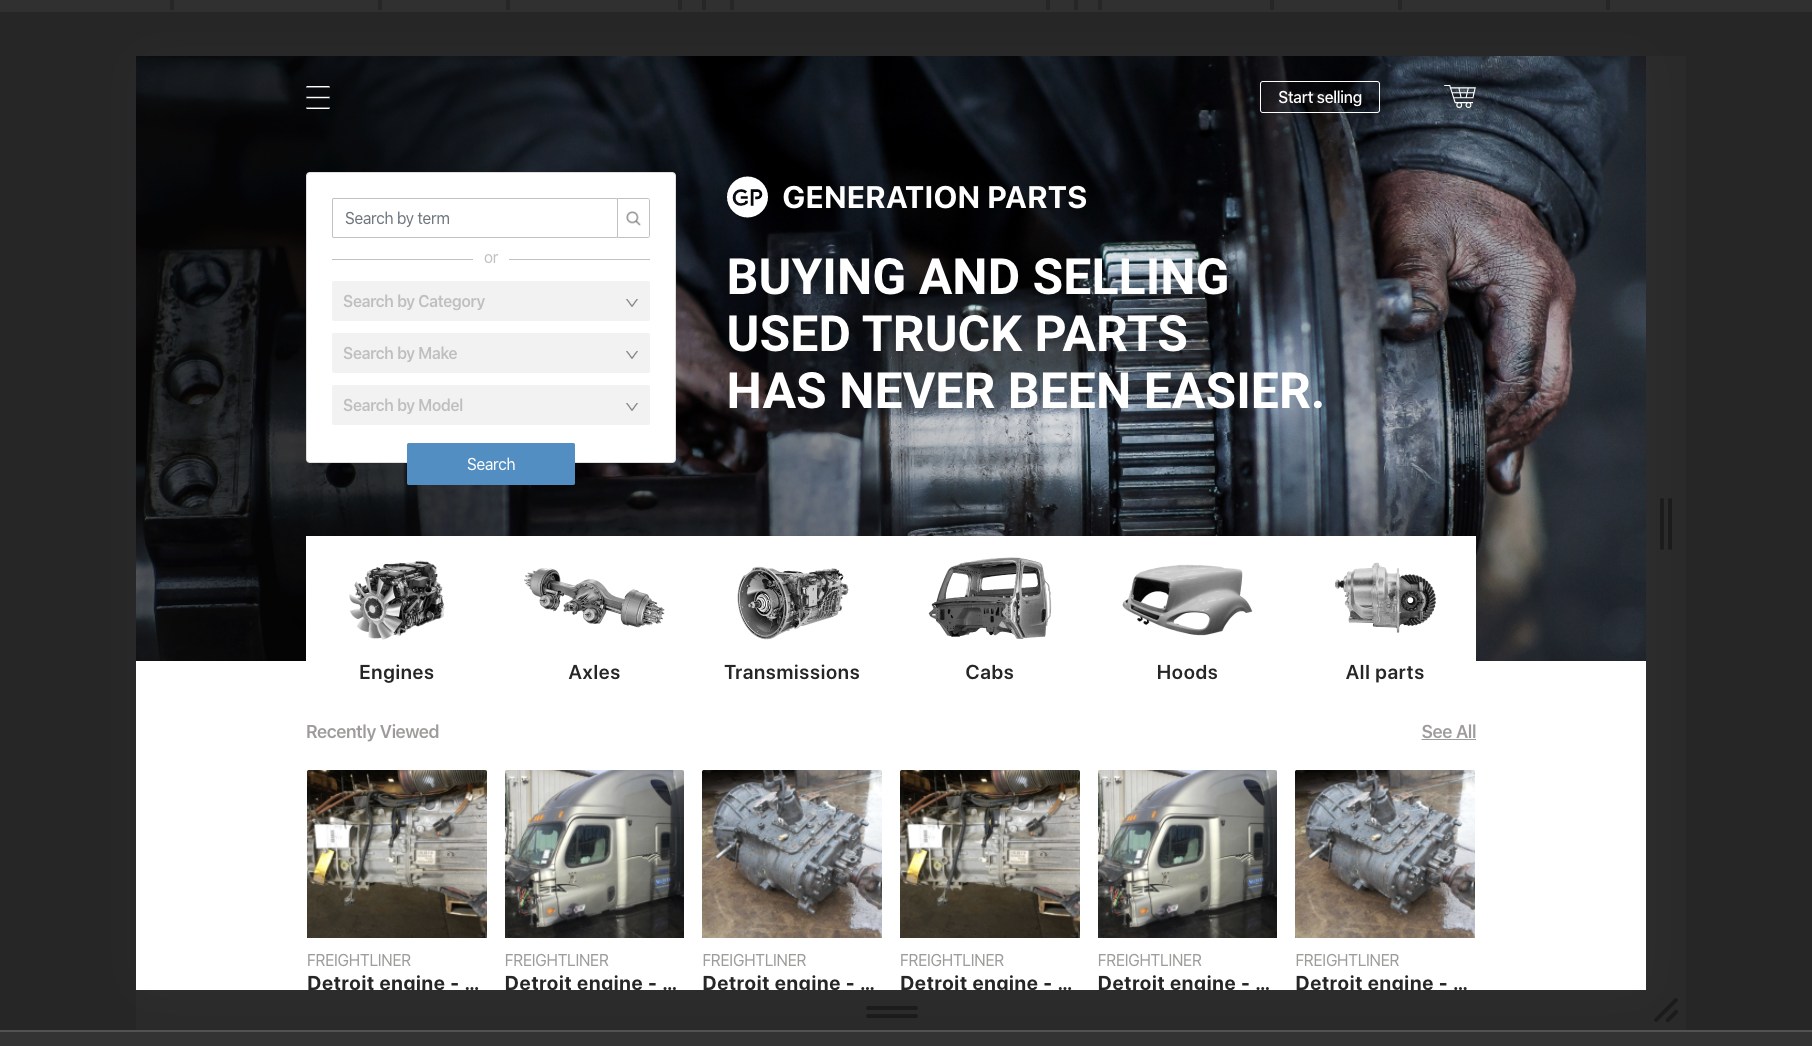 Start selling
Search by term
or
Search by Category
Search by Make
Search by Model
Search
GP GENERATION PARTS
BUYING AND SELLING
USED TRUCK PARTS
HAS NEVER BEEN EASIER.
Engines
Axles
Transmissions
Cabs
Hoods
All parts
Recently Viewed
See All
FREIGHTLINER
Detroit engine - ...
FREIGHTLINER
Detroit engine - ...
FREIGHTLINER
Detroit engine - ...
FREIGHTLINER
Detroit engine - ...
FREIGHTLINER
Detroit engine - ...
FREIGHTLINER
Detroit engine - ...